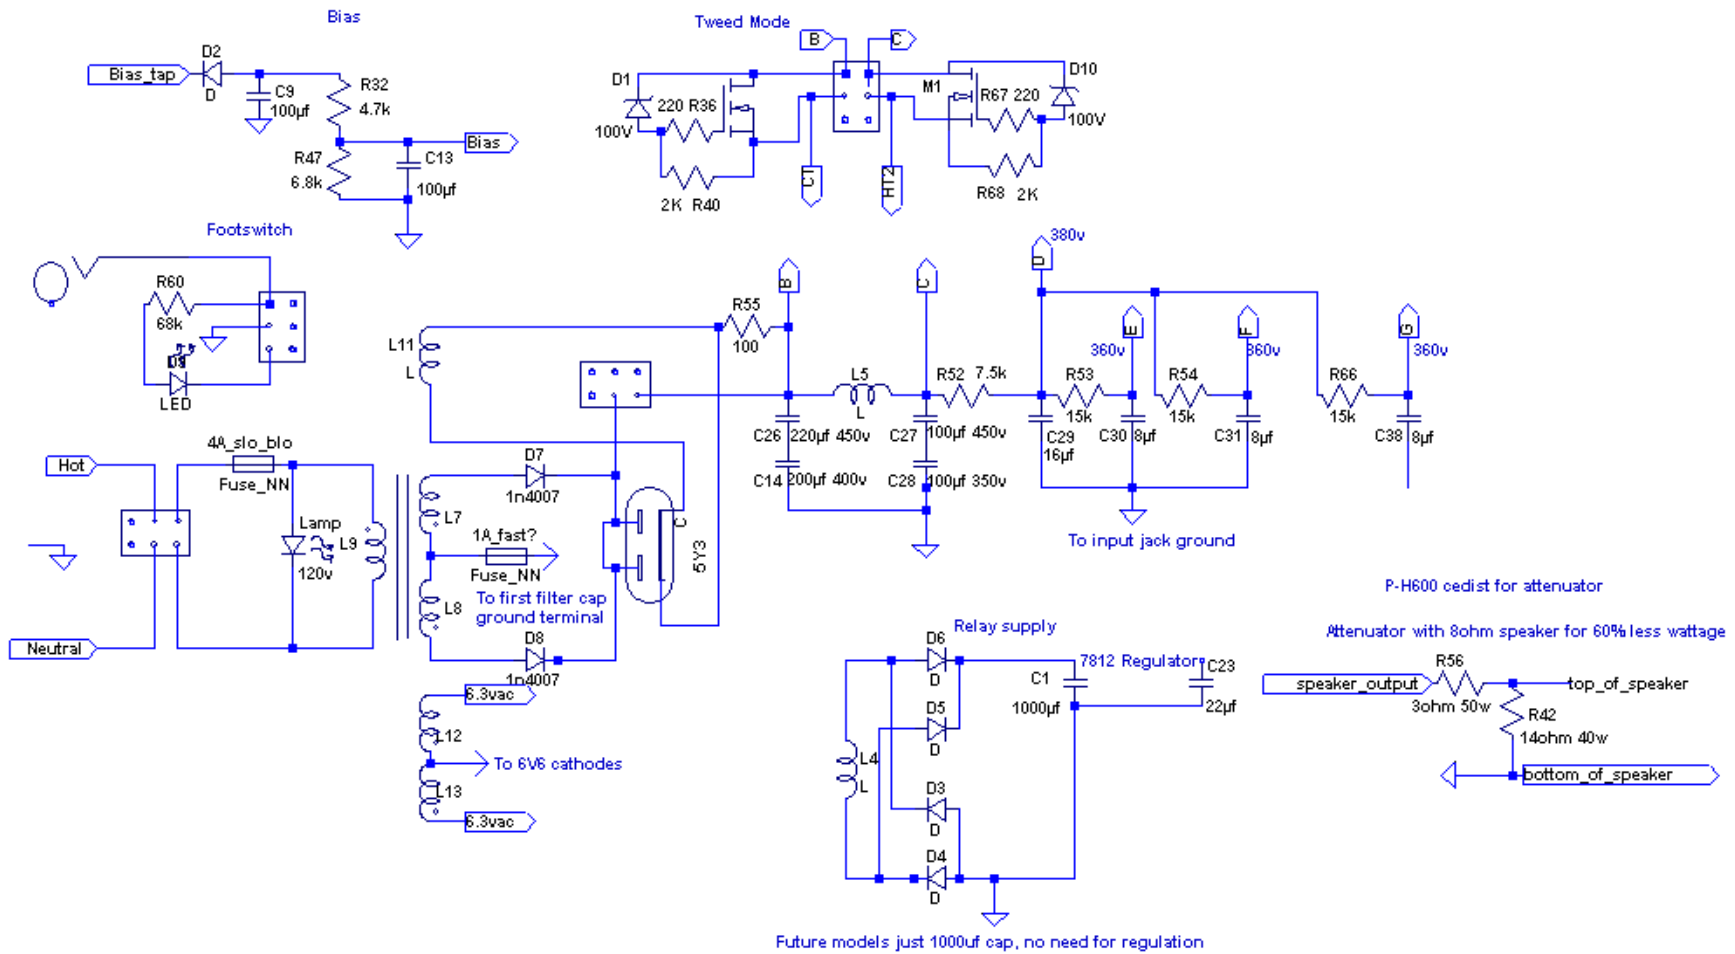 Bias
Bias_tap
D2
D
C9
100µf
R32
4.7k
R47
6.8k
C13
100µf
Bias
Tweed Mode
B
C
D1
100V
220 R36
2K R40
CT
HT2
M1
R67 220
D10
100V
R68 2K
Footswitch
R60
68k
LED
L11
L
R55
100
B
C
D
380v
E
360v
F
360v
G
360v
L5
L
R52 7.5k
R53
15k
R54
15k
R66
15k
C26 220µf 450v
C14 200µf 400v
C27 100µf 450v
C28 100µf 350v
C29
16µf
C30 8µf
C31 8µf
C38 8µf
To input jack ground
Hot
4A_slo_blo
Fuse_NN
Lamp
120v
L9
Neutral
D7
1n4007
L7
1A_fast?
Fuse_NN
To first filter cap
ground terminal
L8
D8
1n4007
C
5Y3
6.3vac
L12
To 6V6 cathodes
L13
6.3vac
Relay supply
D6
D
D5
D
D3
D
D4
D
L4
L
C1
1000µf
7812 Regulator
C23
22µf
Future models just 1000uf cap, no need for regulation
P-H600 cedist for attenuator
Attenuator with 8ohm speaker for 60% less wattage
speaker_output
R56
3ohm 50w
top_of_speaker
R42
14ohm 40w
bottom_of_speaker